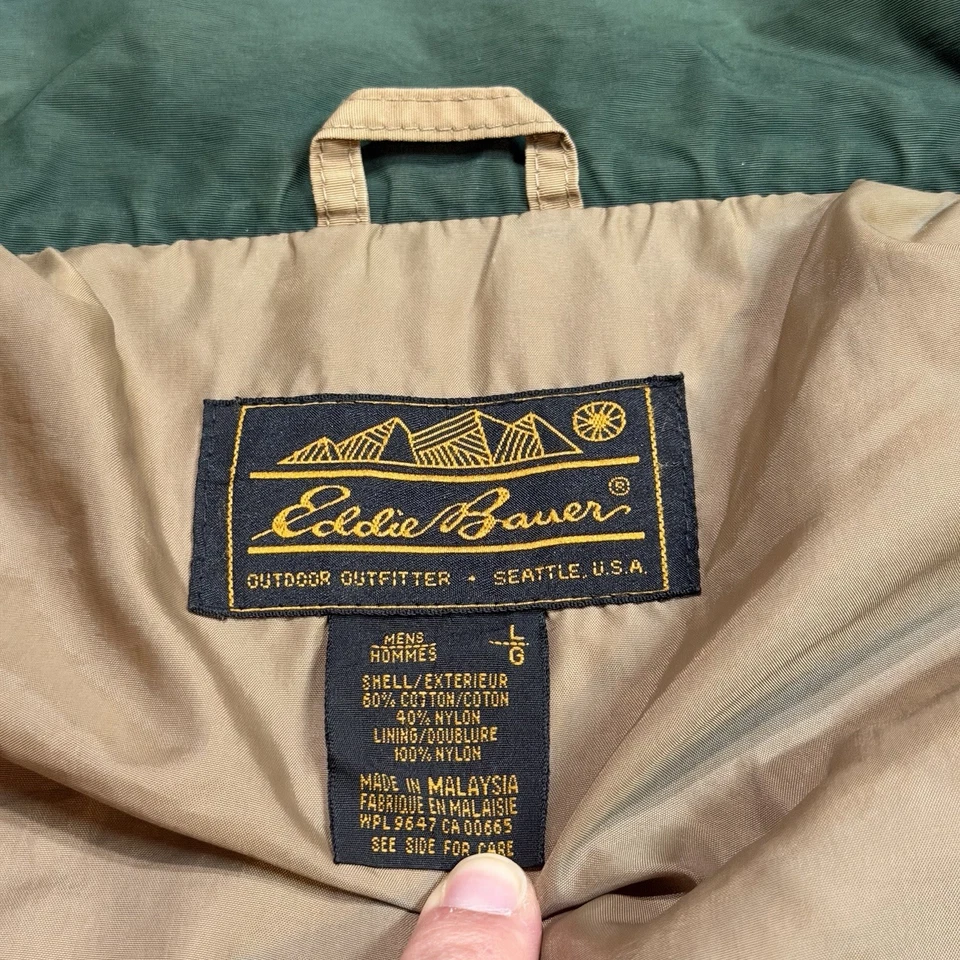 Eddie Bauer®
OUTDOOR OUTFITTER • SEATTLE, U.S.A.
MENS L
HOMMES G
SHELL/EXTERIEUR
60% COTTON/COTON
40% NYLON
LINING/DOUBLURE
100% NYLON
MADE IN MALAYSIA
FABRIQUE EN MALAISIE
WPL 9647 CA 00665
SEE SIDE FOR CARE